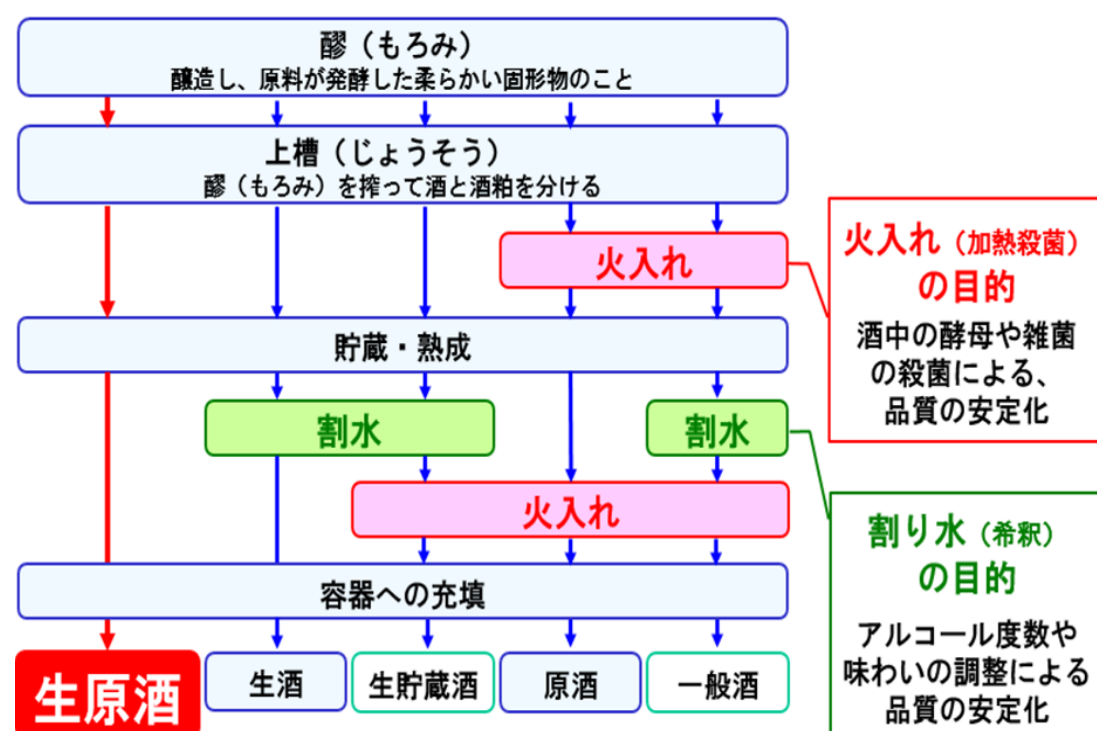 醪（もろみ）
醸造し、原料が発酵した柔らかい固形物のこと
上槽（じょうそう）
醪（もろみ）を搾って酒と酒粕を分ける
火入れ
貯蔵・熟成
割水
割水
火入れ
容器への充填
生原酒
生酒
生貯蔵酒
原酒
一般酒
火入れ（加熱殺菌）
の目的
酒中の酵母や雑菌
の殺菌による、
品質の安定化
割り水（希釈）
の目的
アルコール度数や
味わいの調整による
品質の安定化